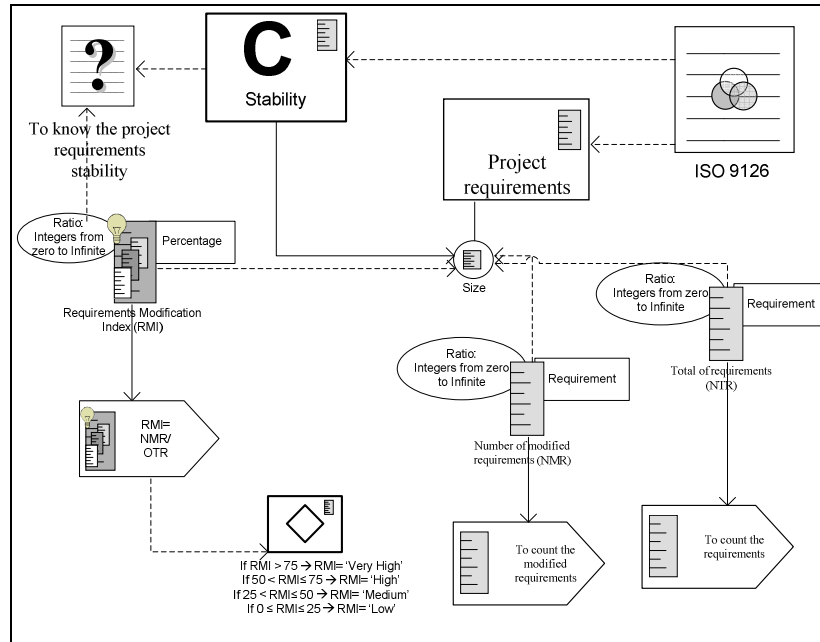 ?
C
Stability
To know the project
requirements
stability
Project
requirements
ISO 9126
Ratio:
Integers from
zero to Infinite
Percentage
Requirements Modification
Index (RMI)
Size
Ratio:
Integers from zero
to Infinite
Requirement
Total of requirements
(NTR)
Ratio:
Integers from zero
to Infinite
Requirement
Number of modified
requirements (NMR)
RMI=
NMR/
OTR
If RMI > 75 → RMI= ‘Very High’
If 50 < RMI ≤ 75 → RMI= ‘High’
If 25 < RMI ≤ 50 → RMI= ‘Medium’
If 0 ≤ RMI ≤ 25 → RMI= ‘Low’
To count the
modified
requirements
To count the
requirements